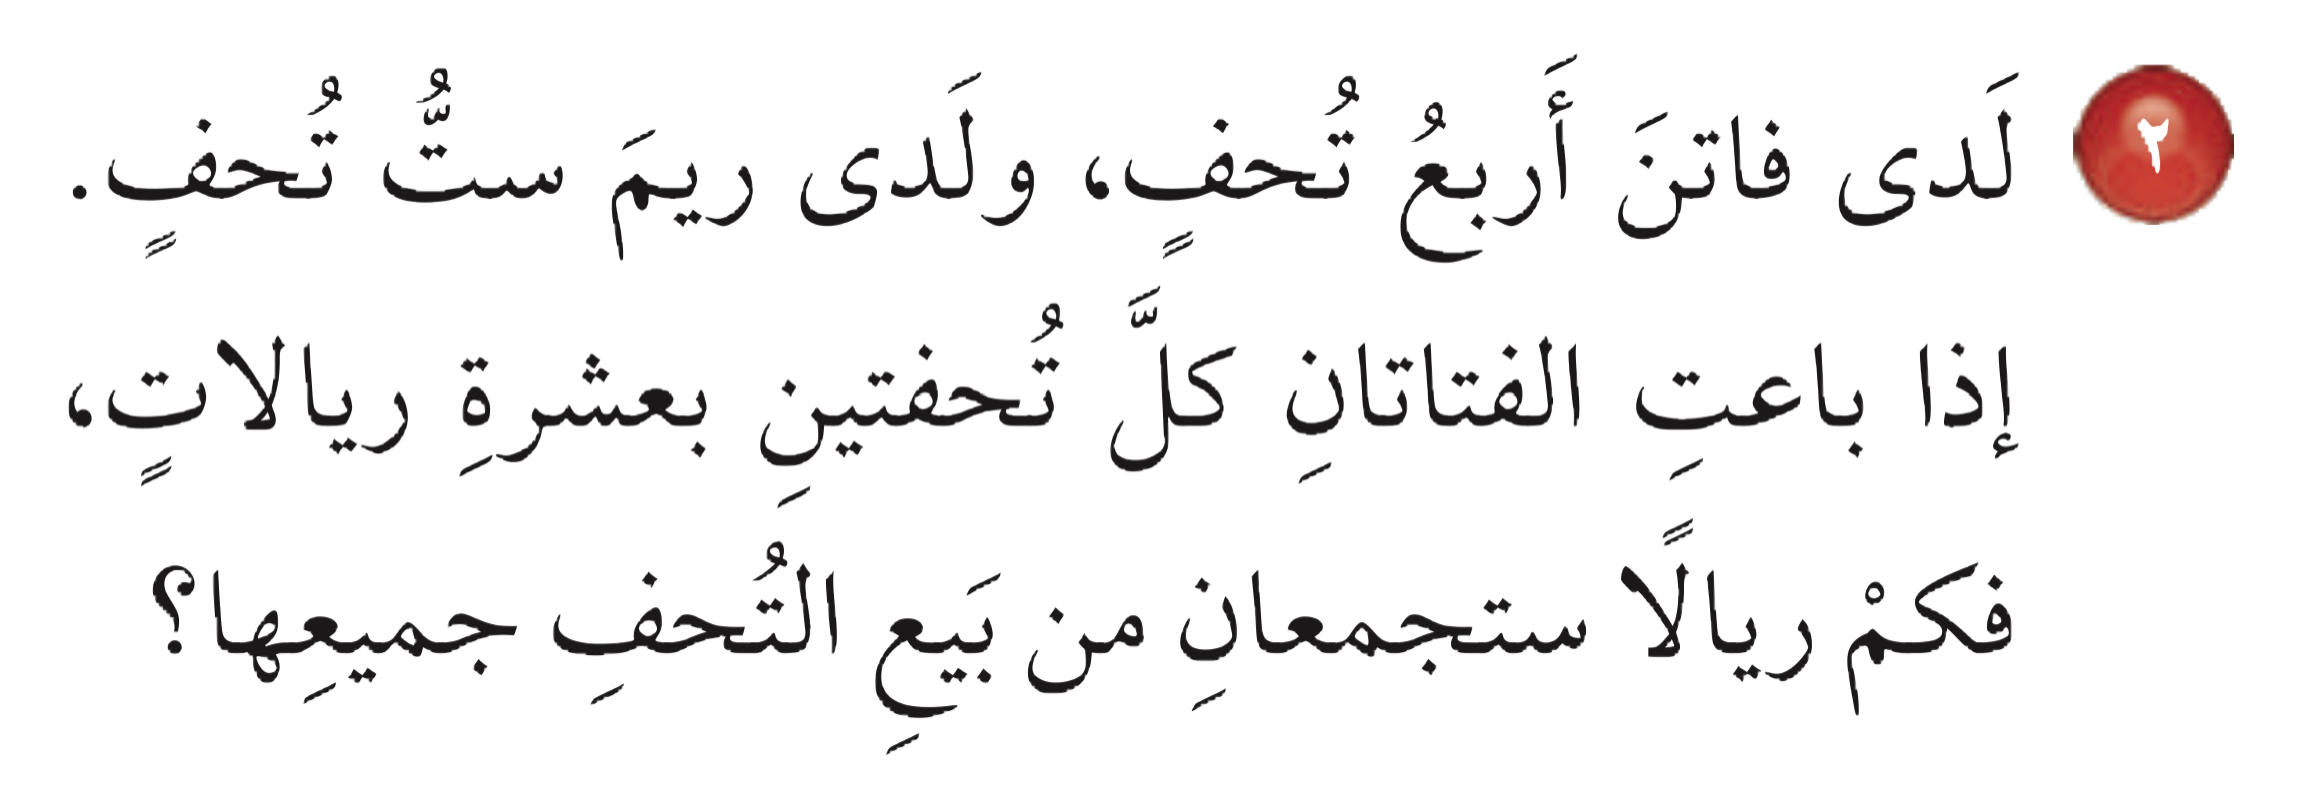 ٢ لَدى فاتنَ أَربعُ تُحفٍ، ولَدى ريمَ ستُّ تُحفٍ.
إذا باعتِ الفتاتانِ كلَّ تُحفتينِ بعشرةِ ريالاتٍ،
فكمْ ريالًا ستجمعانِ من بَيعِ التُحفِ جميعِها؟